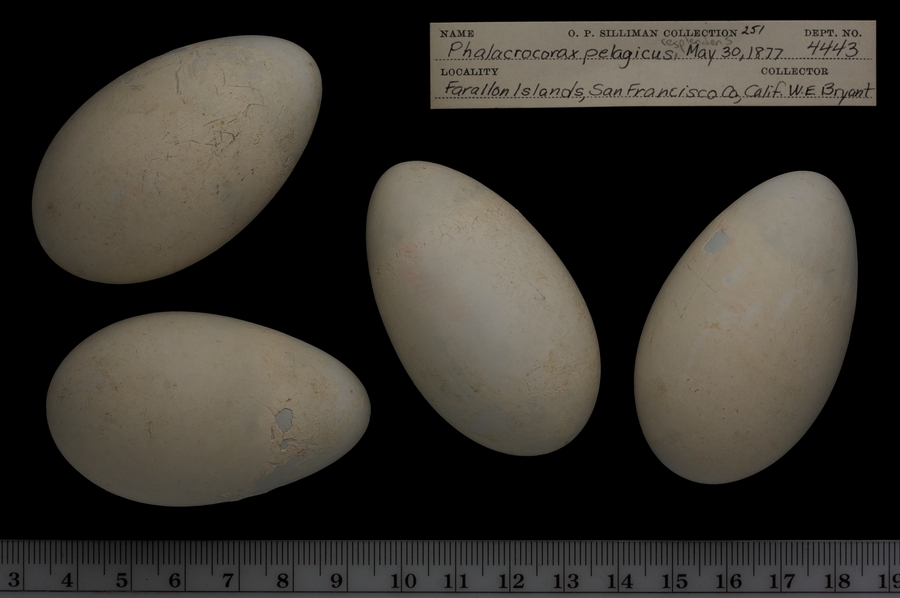 NAME O. P. SILLIMAN COLLECTION 251 DEPT. NO.
resplendens
Phalacrocorax pelagicus, May 30, 1877 4443
LOCALITY COLLECTOR
Farallon Islands, San Francisco Co, Calif. W.E Bryant
3 4 5 6 7 8 9 10 11 12 13 14 15 16 17 18 19